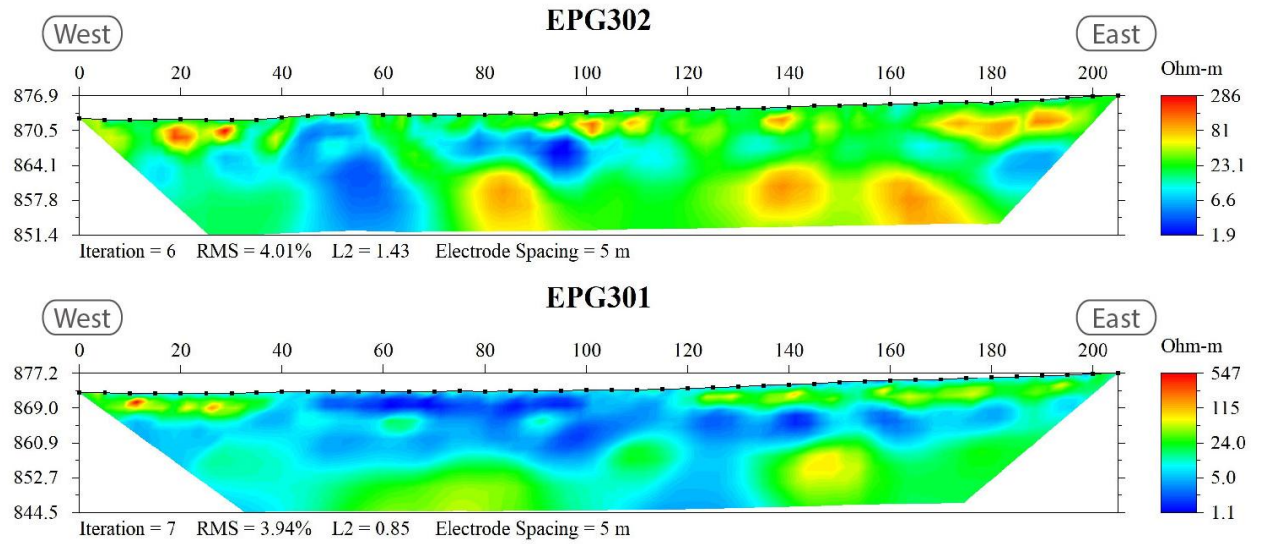 EPG302
West East
0 20 40 60 80 100 120 140 160 180 200 Ohm-m
876.9 286
870.5 81
864.1 23.1
857.8 6.6
851.4 1.9
Iteration = 6 RMS = 4.01% L2 = 1.43 Electrode Spacing = 5 m
EPG301
West East
0 20 40 60 80 100 120 140 160 180 200 Ohm-m
877.2 547
869.0 115
860.9 24.0
852.7 5.0
844.5 1.1
Iteration = 7 RMS = 3.94% L2 = 0.85 Electrode Spacing = 5 m